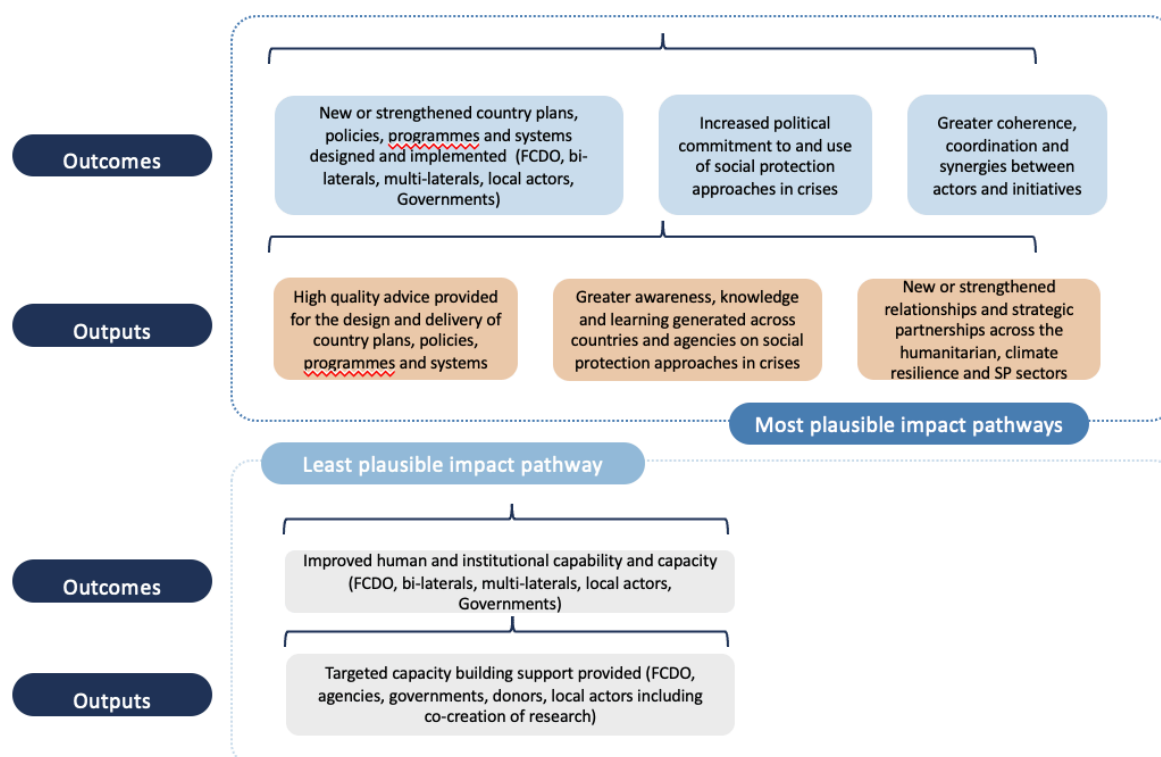 Outcomes
New or strengthened country plans,
policies, programmes and systems
designed and implemented (FCDO, bi-
laterals, multi-laterals, local actors,
Governments)
Increased political
commitment to and use
of social protection
approaches in crises
Greater coherence,
coordination and
synergies between
actors and initiatives
Outputs
High quality advice provided
for the design and delivery of
country plans, policies,
programmes and systems
Greater awareness, knowledge
and learning generated across
countries and agencies on social
protection approaches in crises
New or strengthened
relationships and strategic
partnerships across the
humanitarian, climate
resilience and SP sectors
Most plausible impact pathways
Least plausible impact pathway
Outcomes
Improved human and institutional capability and capacity
(FCDO, bi-laterals, multi-laterals, local actors,
Governments)
Outputs
Targeted capacity building support provided (FCDO,
agencies, governments, donors, local actors including
co-creation of research)